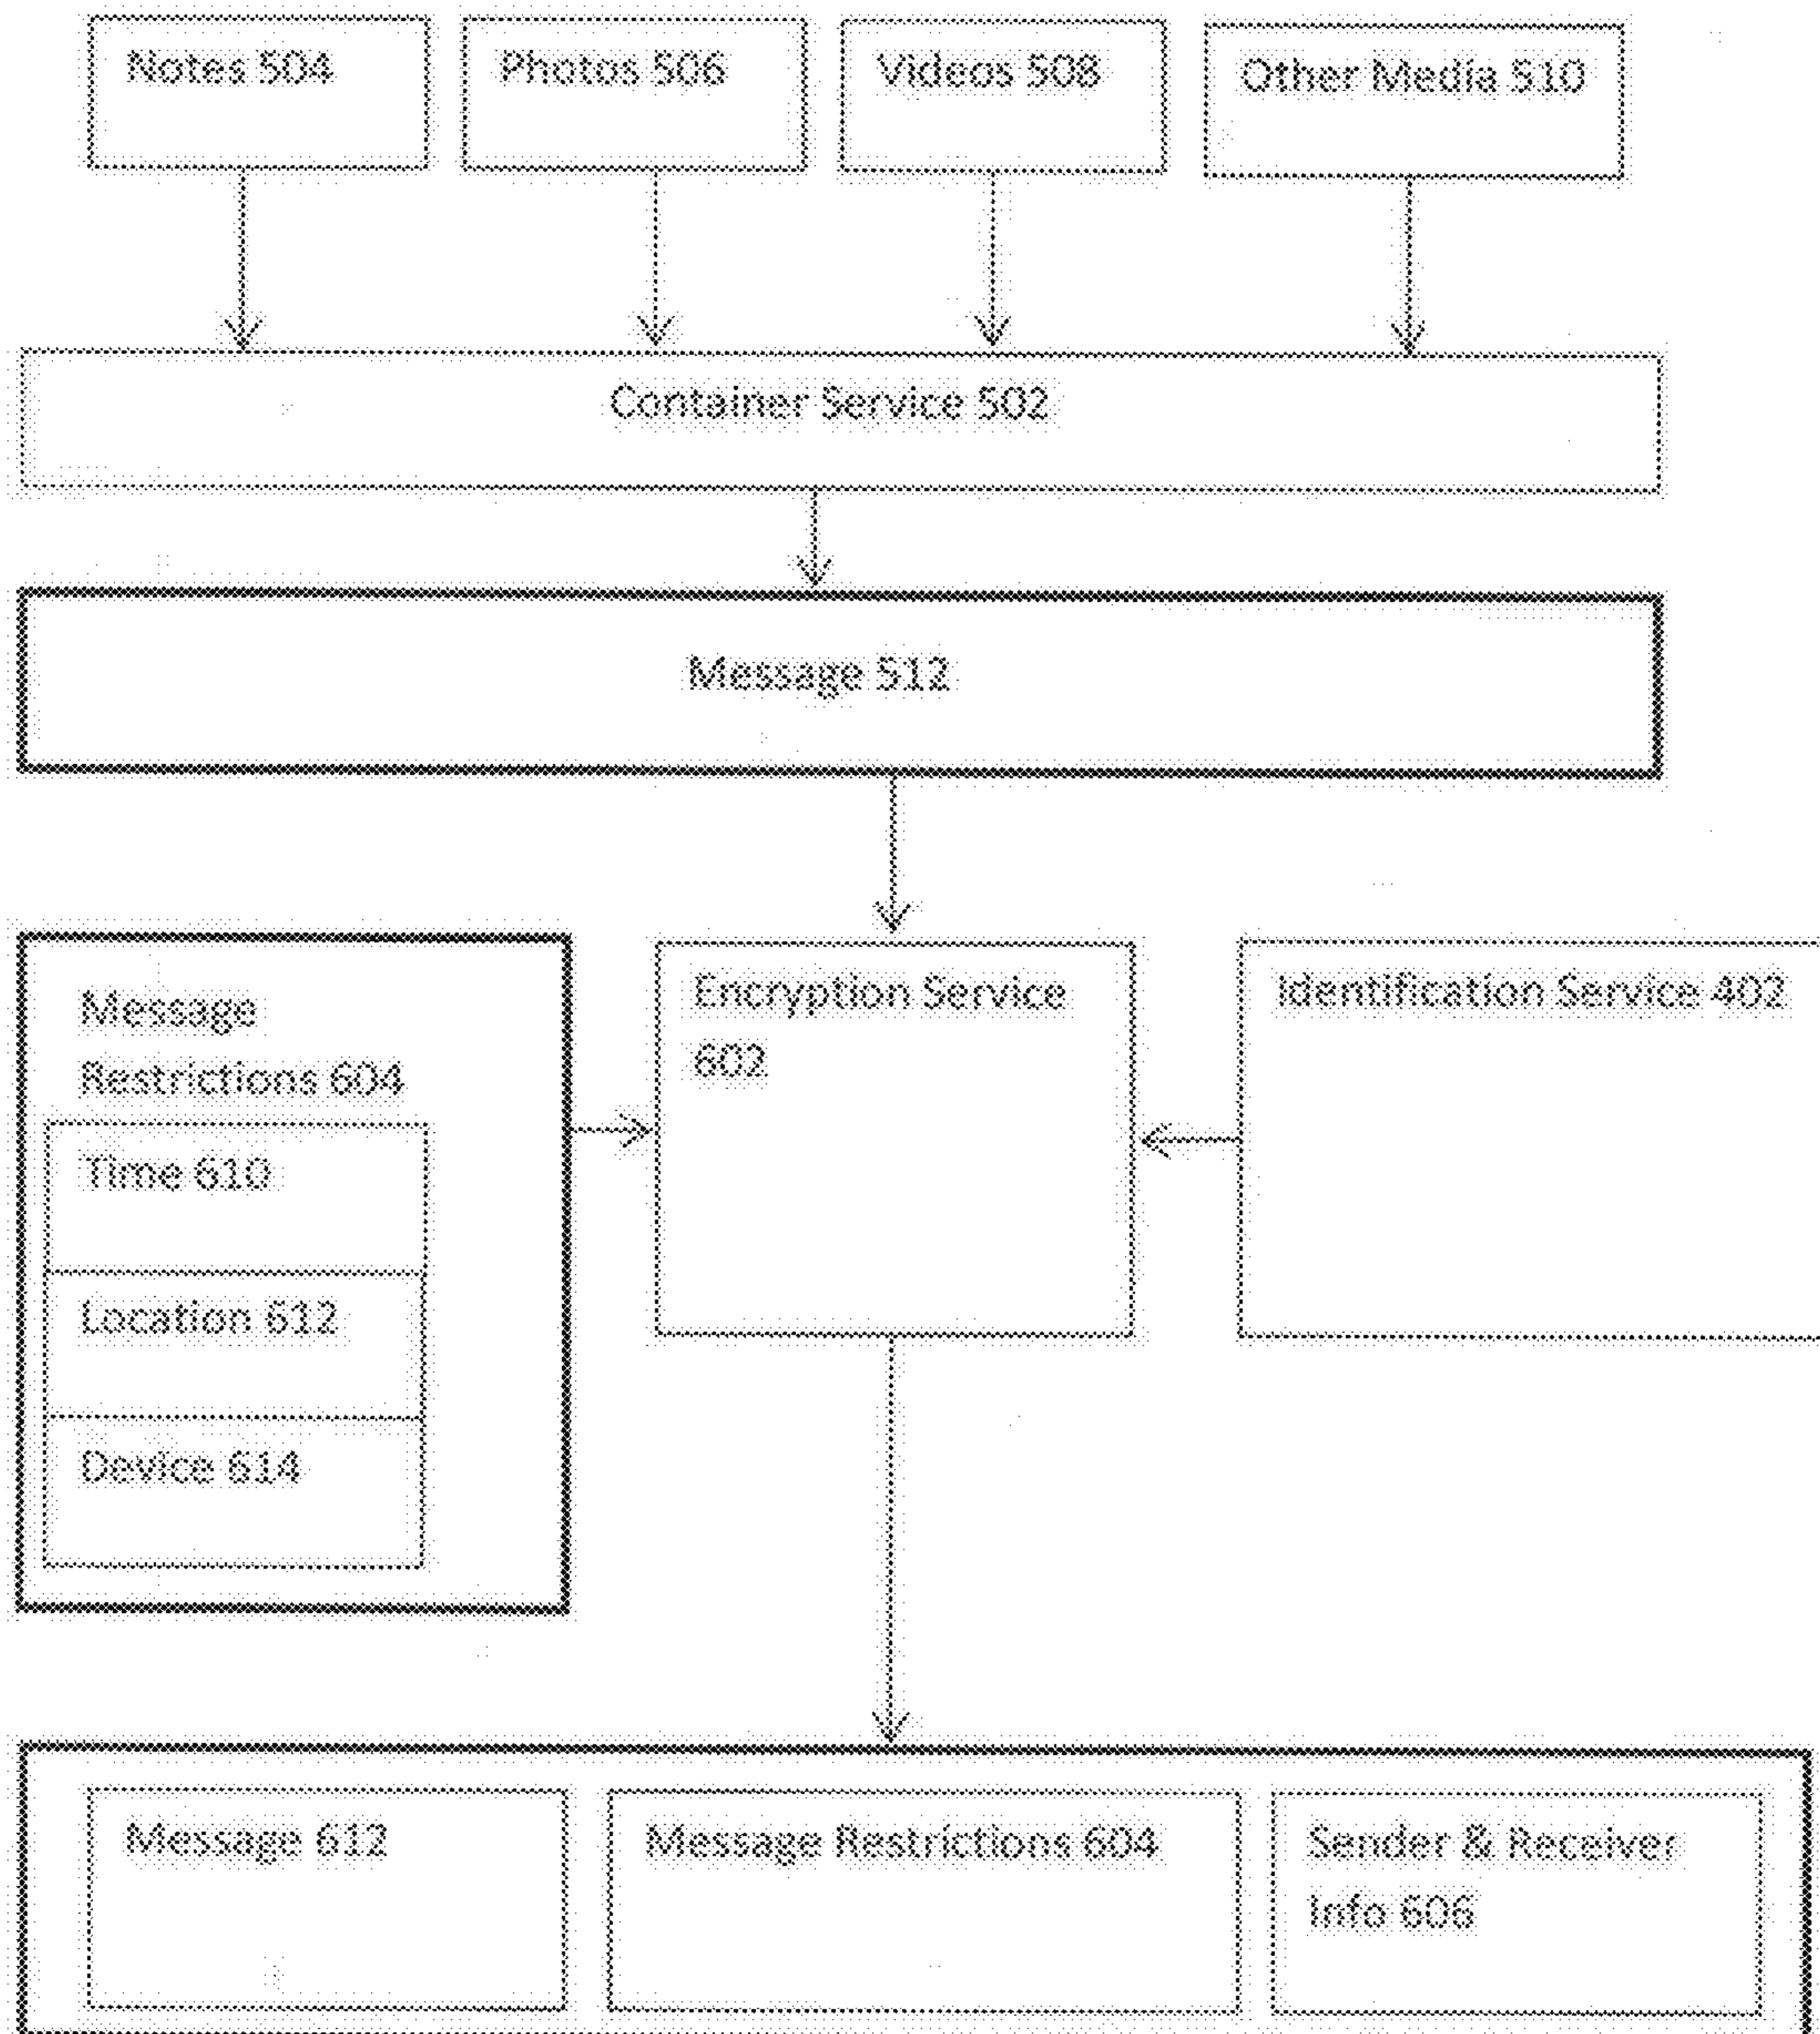 Notes 504
Photos 506
Videos 508
Other Media 510
Container Service 502
Message 512
Message
Restrictions 604
Time 610
Location 612
Device 614
Encryption Service
602
Identification Service 402
Message 612
Message Restrictions 604
Sender & Receiver
Info 606